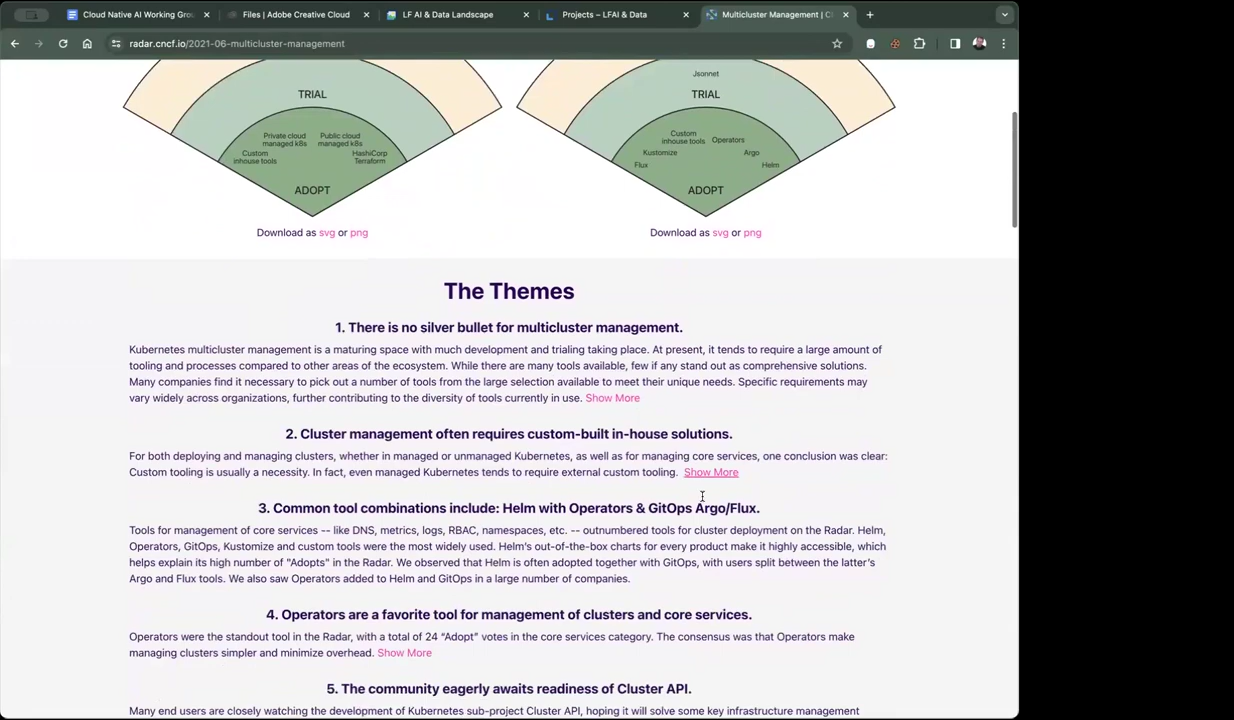 Cloud Native AI Working Grou
Files | Adobe Creative Cloud
LF AI & Data Landscape
Projects – LFAI & Data
Multicluster Management | C
radar.cncf.io/2021-06-multicluster-management
TRIAL
Private cloud
managed k8s
Public cloud
managed k8s
Custom
inhouse tools
HashiCorp
Terraform
ADOPT
Download as svg or png
Jsonnet
TRIAL
Custom
inhouse tools
Operators
Kustomize
Argo
Flux
Helm
ADOPT
Download as svg or png
The Themes
1. There is no silver bullet for multicluster management.
Kubernetes multicluster management is a maturing space with much development and trialing taking place. At present, it tends to require a large amount of
tooling and processes compared to other areas of the ecosystem. While there are many tools available, few if any stand out as comprehensive solutions.
Many companies find it necessary to pick out a number of tools from the large selection available to meet their unique needs. Specific requirements may
vary widely across organizations, further contributing to the diversity of tools currently in use. Show More
2. Cluster management often requires custom-built in-house solutions.
For both deploying and managing clusters, whether in managed or unmanaged Kubernetes, as well as for managing core services, one conclusion was clear:
Custom tooling is usually a necessity. In fact, even managed Kubernetes tends to require external custom tooling. Show More
3. Common tool combinations include: Helm with Operators & GitOps Argo/Flux.
Tools for management of core services -- like DNS, metrics, logs, RBAC, namespaces, etc. -- outnumbered tools for cluster deployment on the Radar. Helm,
Operators, GitOps, Kustomize and custom tools were the most widely used. Helm's out-of-the-box charts for every product make it highly accessible, which
helps explain its high number of "Adopts" in the Radar. We observed that Helm is often adopted together with GitOps, with users split between the latter's
Argo and Flux tools. We also saw Operators added to Helm and GitOps in a large number of companies.
4. Operators are a favorite tool for management of clusters and core services.
Operators were the standout tool in the Radar, with a total of 24 “Adopt” votes in the core services category. The consensus was that Operators make
managing clusters simpler and minimize overhead. Show More
5. The community eagerly awaits readiness of Cluster API.
Many end users are closely watching the development of Kubernetes sub-project Cluster API, hoping it will solve some key infrastructure management